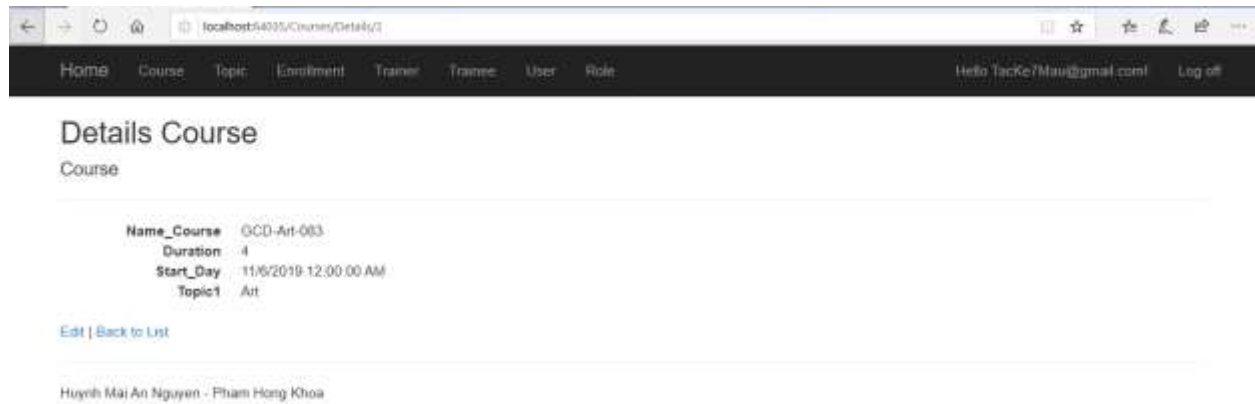 localhost:64035/Courses/Details/1
Home Course Topic Enrollment Trainer Trainee User Role Hello TacKe7Mau@gmail.com! Log off
Details Course
Course
Name_Course GCD-Art-083
Duration 4
Start_Day 11/6/2019 12:00:00 AM
Topic1 Art
Edit | Back to List
Huynh Mai An Nguyen - Pham Hong Khoa